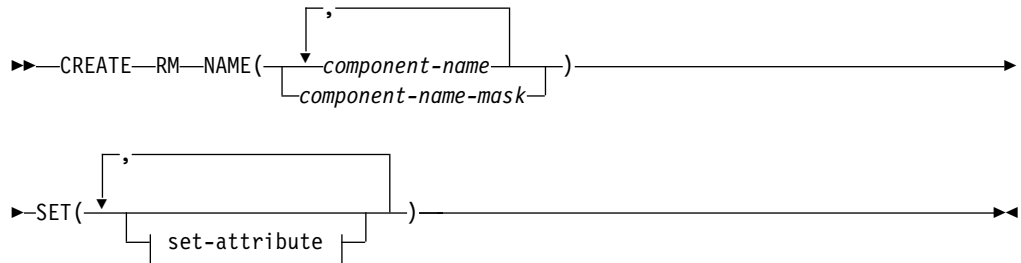 ,
CREATE RM NAME( component-name )
component-name-mask
,
SET( )
set-attribute